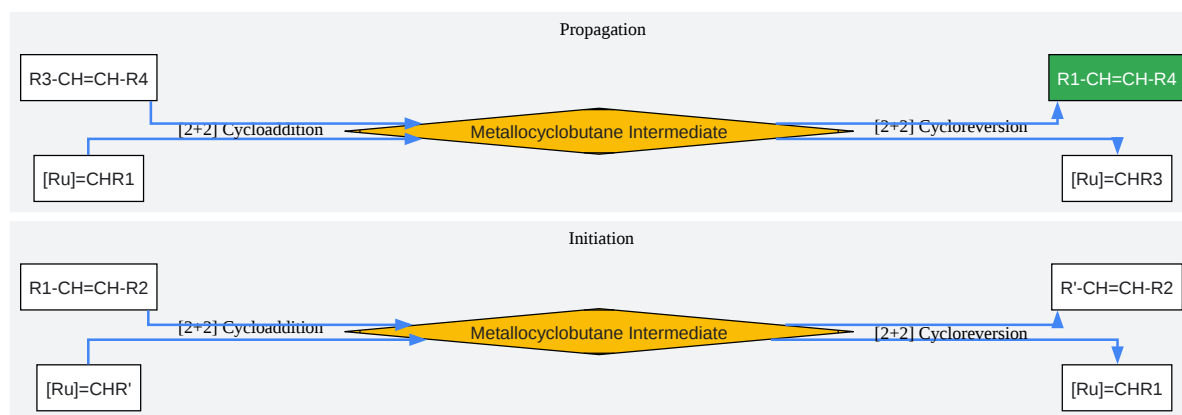 Propagation
R3-CH=CH-R4
R1-CH=CH-R4
[2+2] Cycloaddition
Metallocyclobutane Intermediate
[2+2] Cycloreversion
[Ru]=CHR1
[Ru]=CHR3
Initiation
R1-CH=CH-R2
R'-CH=CH-R2
[2+2] Cycloaddition
Metallocyclobutane Intermediate
[2+2] Cycloreversion
[Ru]=CHR'
[Ru]=CHR1